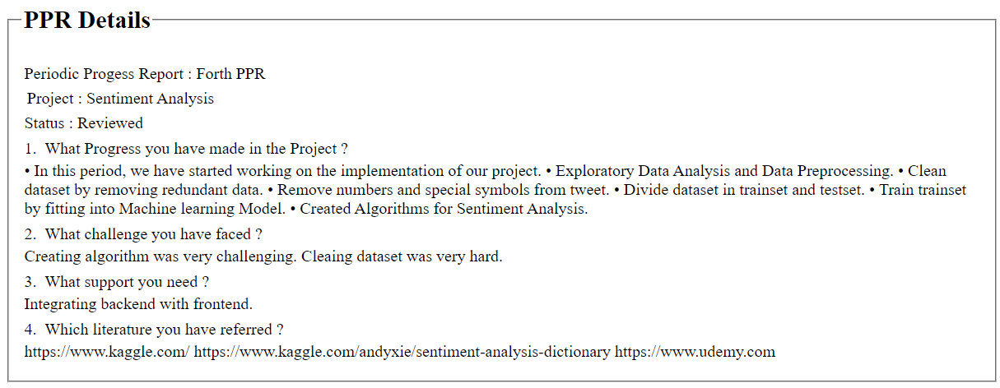 PPR Details
Periodic Progess Report : Forth PPR
Project : Sentiment Analysis
Status : Reviewed
1. What Progress you have made in the Project ?
• In this period, we have started working on the implementation of our project. • Exploratory Data Analysis and Data Preprocessing. • Clean
dataset by removing redundant data. • Remove numbers and special symbols from tweet. • Divide dataset in trainset and testset. • Train trainset
by fitting into Machine learning Model. • Created Algorithms for Sentiment Analysis.
2. What challenge you have faced ?
Creating algorithm was very challenging. Cleaing dataset was very hard.
3. What support you need ?
Integrating backend with frontend.
4. Which literature you have referred ?
https://www.kaggle.com/ https://www.kaggle.com/andyxie/sentiment-analysis-dictionary https://www.udemy.com